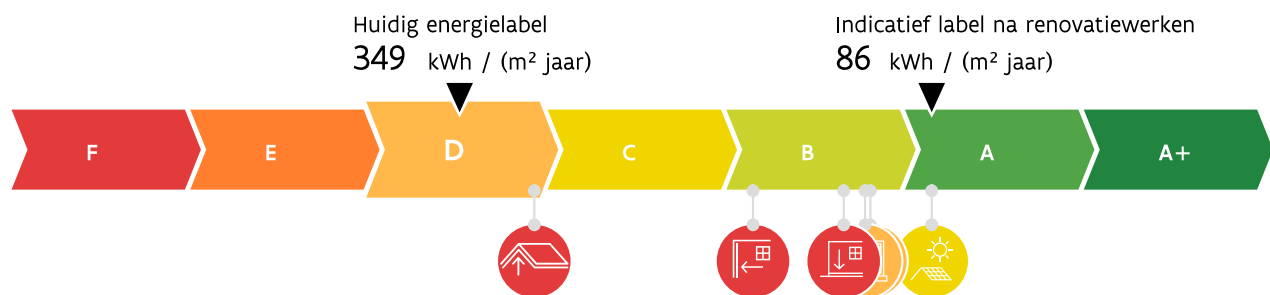 Huidig energielabel
349 kWh / (m² jaar)
Indicatief label na renovatiewerken
86 kWh / (m² jaar)
F E D C B A A+